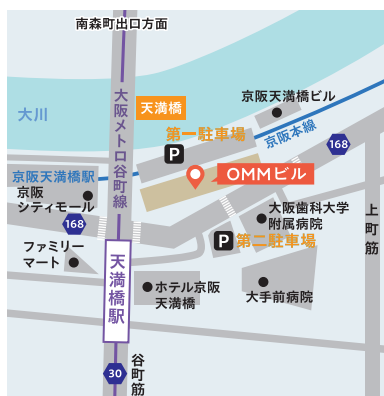 南森町出口方面
大川
大阪メトロ谷町線
天満橋
京阪天満橋ビル
第一駐車場
P
京阪本線
168
京阪天満橋駅
OMMビル
京阪
シティモール
168
大阪歯科大学
附属病院
上町筋
P
第二駐車場
ファミリー
マート
天満橋駅
ホテル京阪
天満橋
大手前病院
30
谷町筋